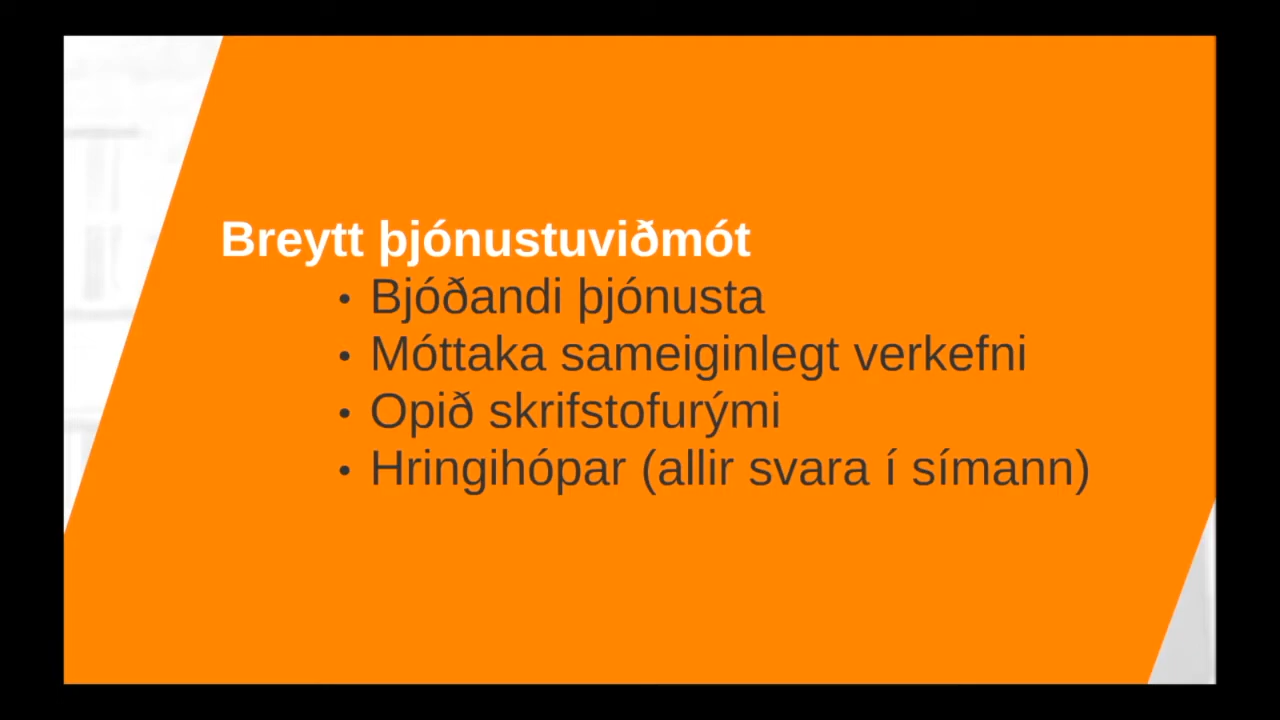 Breytt þjónustuviðmót
• Bjóðandi þjónusta
• Móttaka sameiginlegt verkefni
• Opið skrifstofurými
• Hringihópar (allir svara í símann)